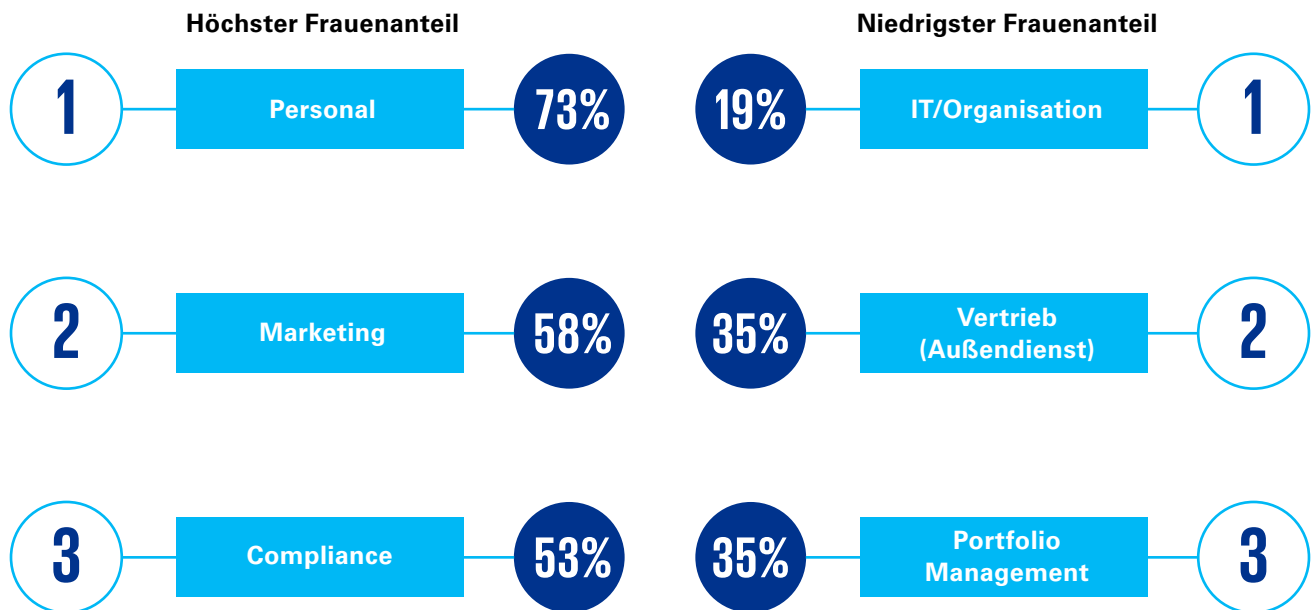 Höchster Frauenanteil
1
Personal
73%
2
Marketing
58%
3
Compliance
53%
Niedrigster Frauenanteil
19%
IT/Organisation
1
35%
Vertrieb
(Außendienst)
2
35%
Portfolio
Management
3